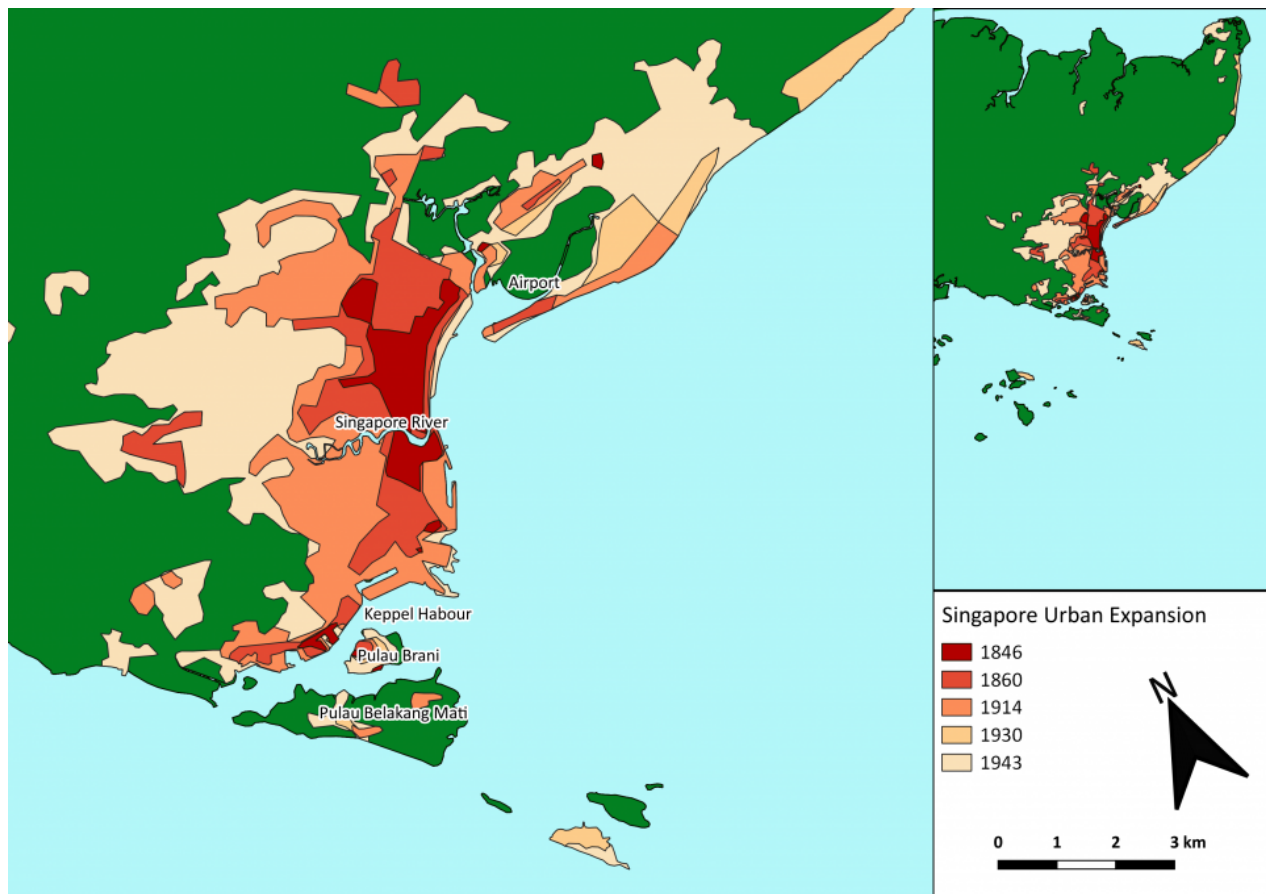 Airport
Singapore River
Keppel Habour
Pulau Brani
Pulau Belakang Mati
Singapore Urban Expansion
1846
1860
1914
1930
1943
N
0 1 2 3 km